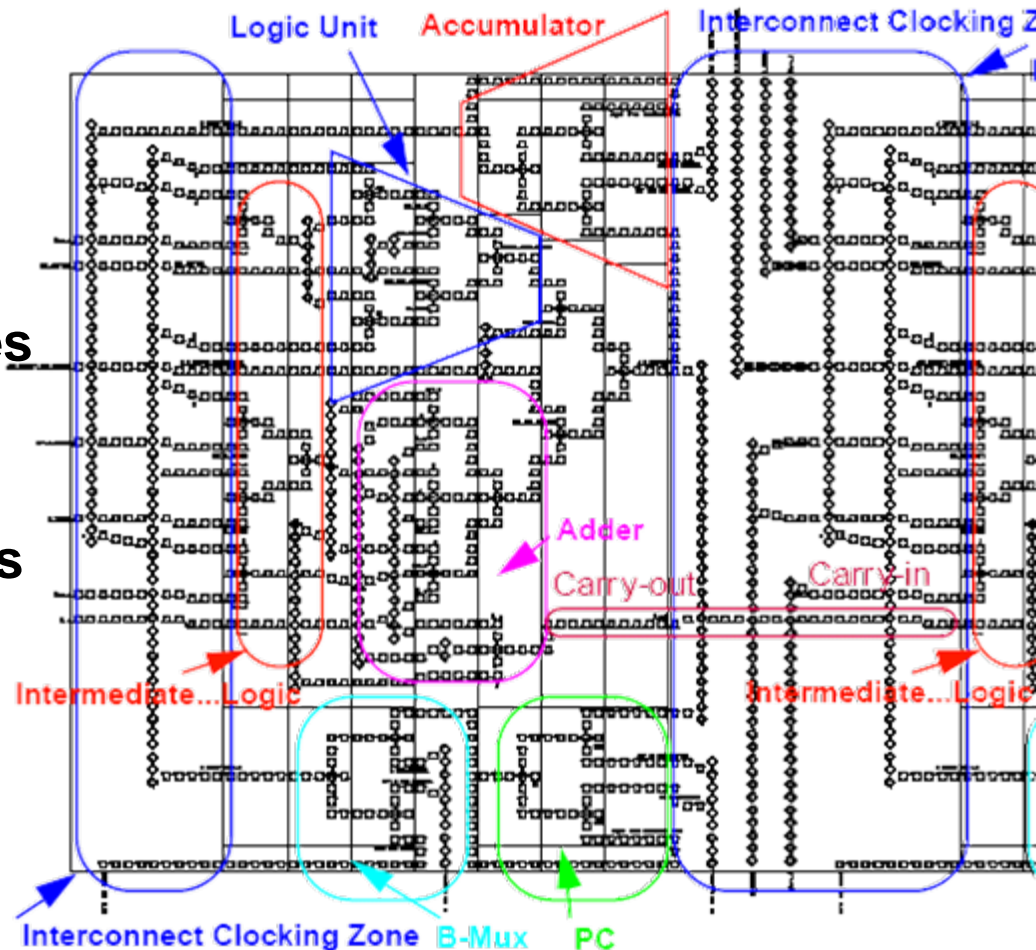 Logic Unit
Accumulator
Interconnect Clocking Z
es
s
Adder
Carry-out
Carry-in
Intermediate...Logic
Intermediate...Logic
Interconnect Clocking Zone
B-Mux
PC